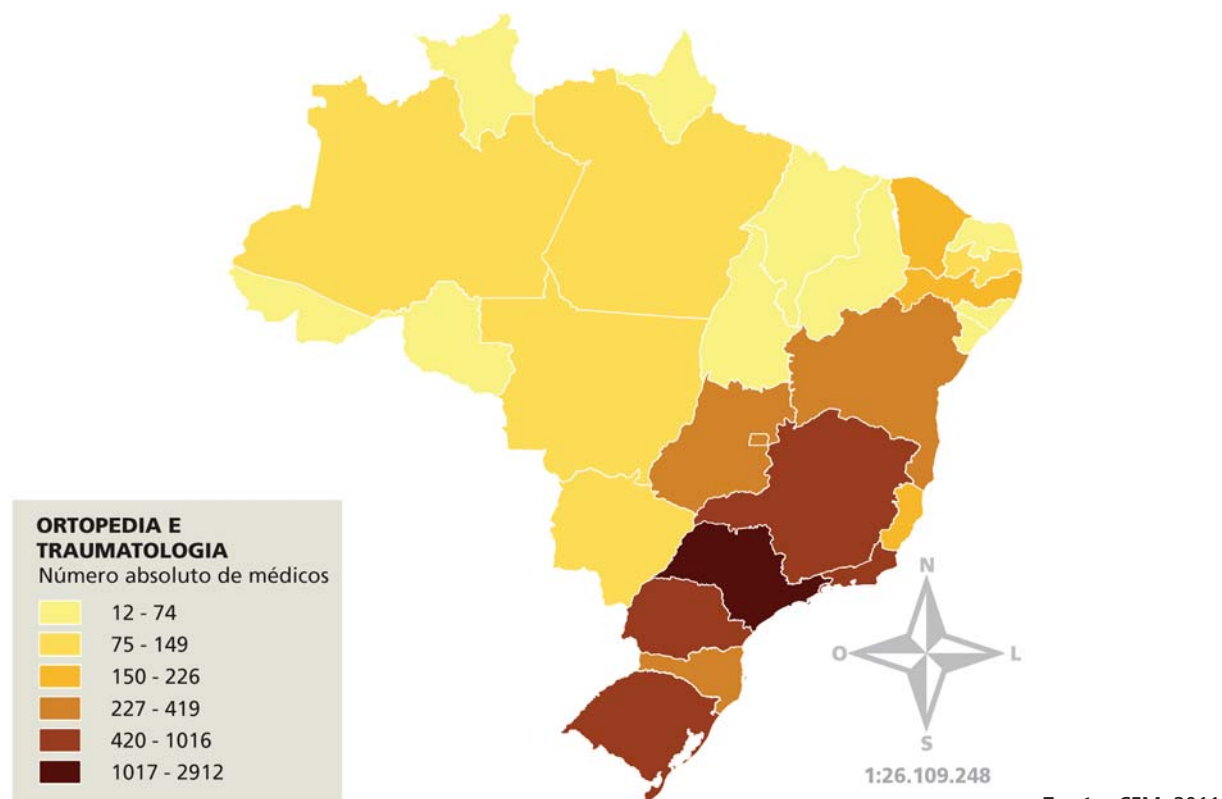 N
O
L
S
1:26.109.248
ORTOPEDIA E
TRAUMATOLOGIA
Número absoluto de médicos
12 - 74
75 - 149
150 - 226
227 - 419
420 - 1016
1017 - 2912